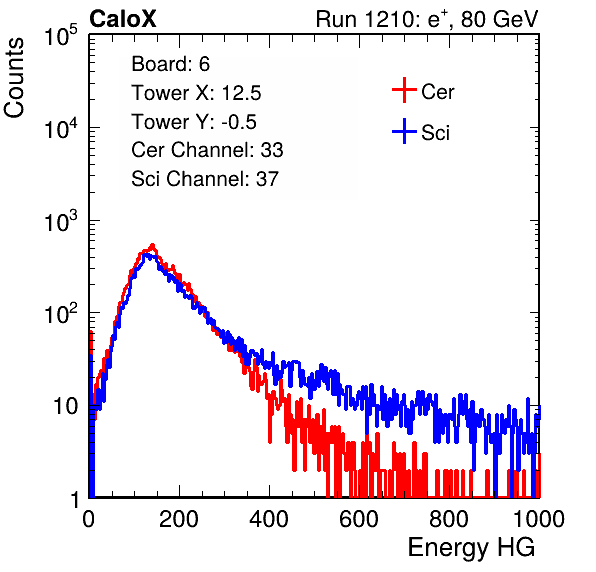 CaloX Run 1210: e⁺, 80 GeV
Counts
10⁵
10⁴
10³
10²
10
1
Board: 6
Tower X: 12.5
Tower Y: -0.5
Cer Channel: 33
Sci Channel: 37
Cer
Sci
0 200 400 600 800 1000
Energy HG